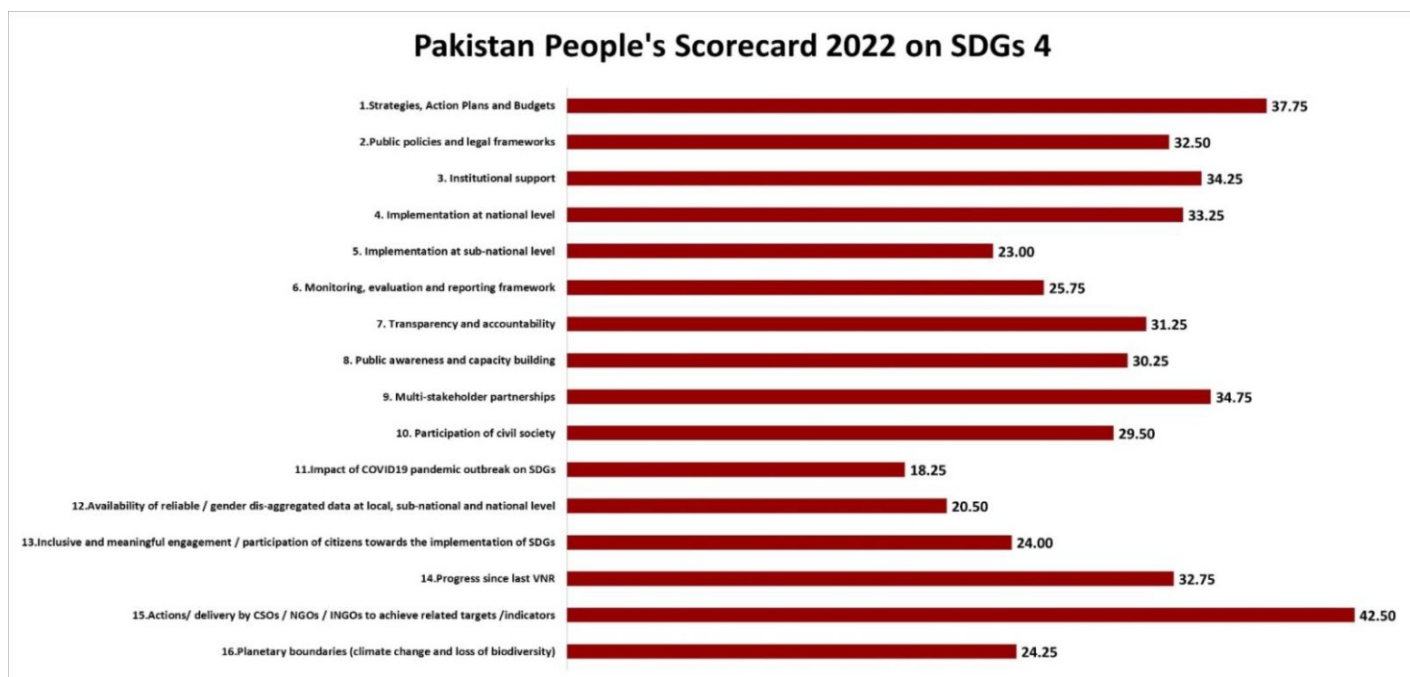 Pakistan People's Scorecard 2022 on SDGs 4
1.Strategies, Action Plans and Budgets 37.75
2.Public policies and legal frameworks 32.50
3. Institutional support 34.25
4. Implementation at national level 33.25
5. Implementation at sub-national level 23.00
6. Monitoring, evaluation and reporting framework 25.75
7. Transparency and accountability 31.25
8. Public awareness and capacity building 30.25
9. Multi-stakeholder partnerships 34.75
10. Participation of civil society 29.50
11.Impact of COVID19 pandemic outbreak on SDGs 18.25
12.Availability of reliable / gender dis-aggregated data at local, sub-national and national level 20.50
13.Inclusive and meaningful engagement / participation of citizens towards the implementation of SDGs 24.00
14.Progress since last VNR 32.75
15.Actions/ delivery by CSOs / NGOs / INGOs to achieve related targets /indicators 42.50
16.Planetary boundaries (climate change and loss of biodiversity) 24.25